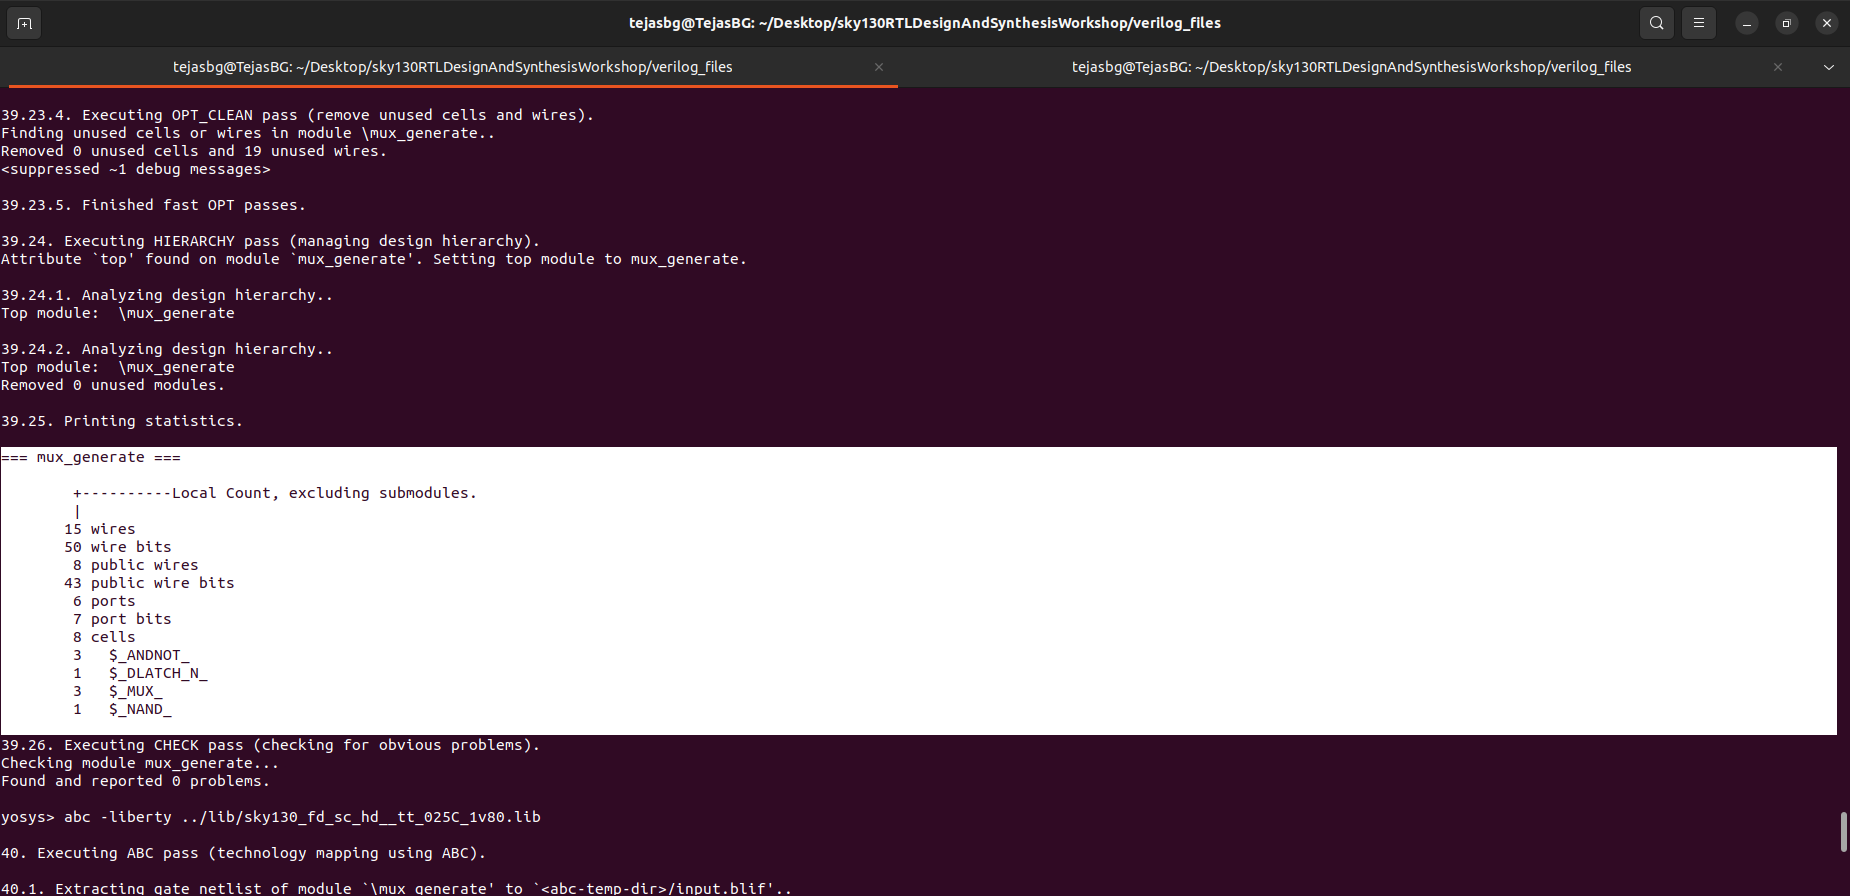 tejasbg@TejasBG: ~/Desktop/sky130RTLDesignAndSynthesisWorkshop/verilog_files
tejasbg@TejasBG: ~/Desktop/sky130RTLDesignAndSynthesisWorkshop/verilog_files
tejasbg@TejasBG: ~/Desktop/sky130RTLDesignAndSynthesisWorkshop/verilog_files
39.23.4. Executing OPT_CLEAN pass (remove unused cells and wires).
Finding unused cells or wires in module \mux_generate..
Removed 0 unused cells and 19 unused wires.
<suppressed ~1 debug messages>
39.23.5. Finished fast OPT passes.
39.24. Executing HIERARCHY pass (managing design hierarchy).
Attribute `top' found on module `mux_generate'. Setting top module to mux_generate.
39.24.1. Analyzing design hierarchy..
Top module:  \mux_generate
39.24.2. Analyzing design hierarchy..
Top module:  \mux_generate
Removed 0 unused modules.
39.25. Printing statistics.
=== mux_generate ===
        +----------Local Count, excluding submodules.
        |
       15 wires
       50 wire bits
        8 public wires
       43 public wire bits
        6 ports
        7 port bits
        8 cells
        3   $_ANDNOT_
        1   $_DLATCH_N_
        3   $_MUX_
        1   $_NAND_
39.26. Executing CHECK pass (checking for obvious problems).
Checking module mux_generate...
Found and reported 0 problems.
yosys> abc -liberty ../lib/sky130_fd_sc_hd__tt_025C_1v80.lib
40. Executing ABC pass (technology mapping using ABC).
40.1. Extracting gate netlist of module `\mux_generate' to `<abc-temp-dir>/input.blif'..